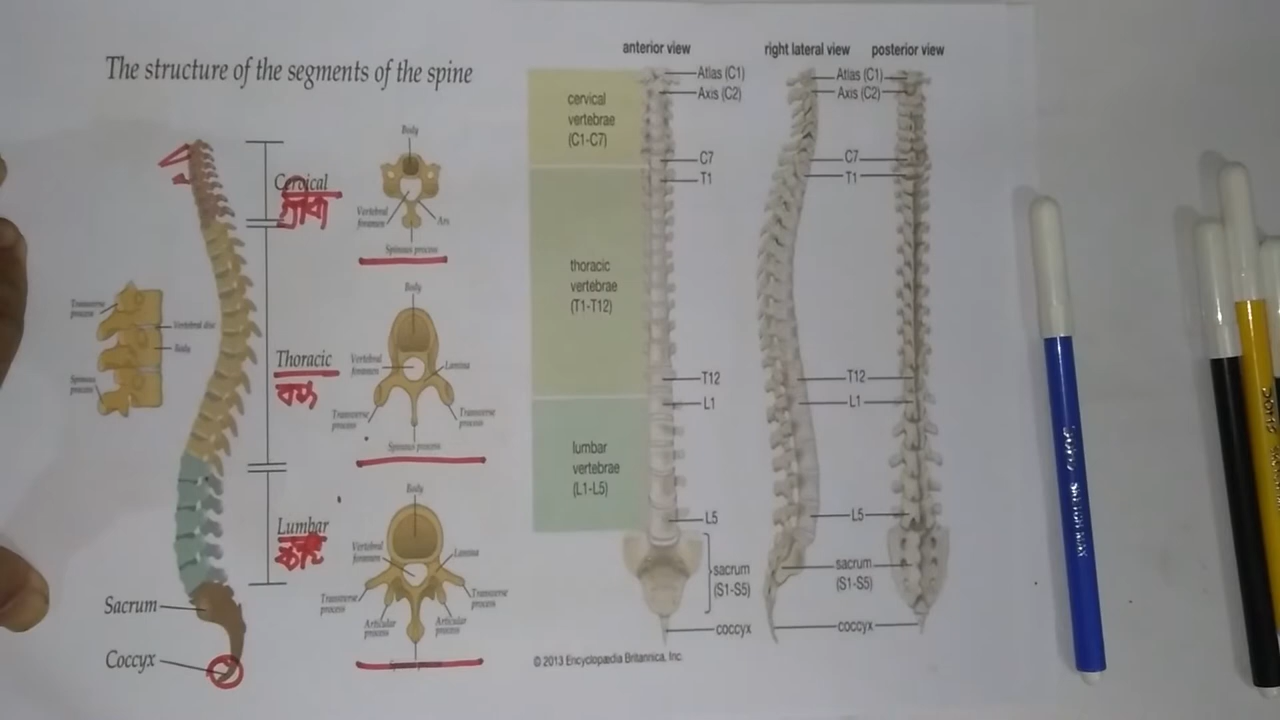 The structure of the segments of the spine
Cervical
গ্রীবা
Thoracic
বক্ষ
Lumbar
Sacrum
Coccyx
Transverse process
Vertebral disc
Body
Spinous process
Body
Vertebral foramen
Arc
Spinous process
Body
Vertebral foramen
Lamina
Transverse process
Transverse process
Spinous process
Body
Vertebral foramen
Lamina
Transverse process
Transverse process
Articular process
Articular process
anterior view
right lateral view
posterior view
cervical
vertebrae
(C1-C7)
thoracic
vertebrae
(T1-T12)
lumbar
vertebrae
(L1-L5)
Atlas (C1)
Axis (C2)
C7
T1
T12
L1
L5
sacrum
(S1-S5)
coccyx
Atlas (C1)
Axis (C2)
C7
T1
T12
L1
L5
sacrum
(S1-S5)
coccyx
© 2013 Encyclopædia Britannica, Inc.